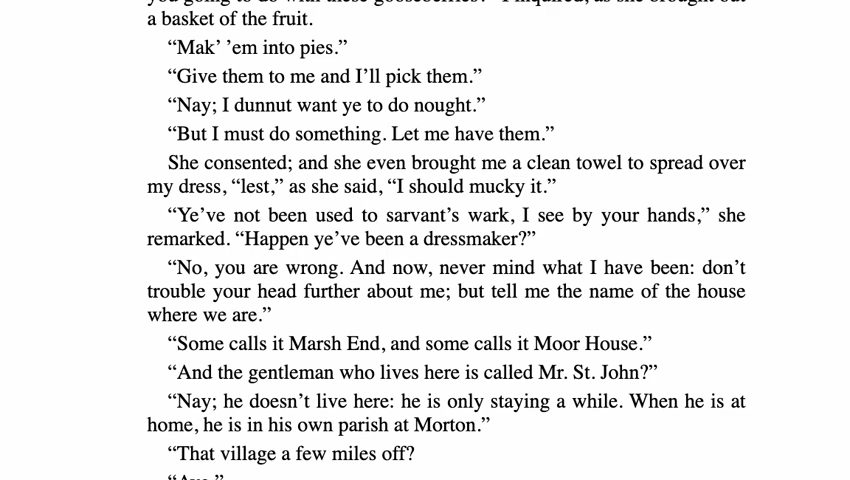 a basket of the fruit.
“Mak’ ’em into pies.”
“Give them to me and I’ll pick them.”
“Nay; I dunnut want ye to do nought.”
“But I must do something. Let me have them.”
She consented; and she even brought me a clean towel to spread over
my dress, “lest,” as she said, “I should mucky it.”
“Ye’ve not been used to sarvant’s wark, I see by your hands,” she
remarked. “Happen ye’ve been a dressmaker?”
“No, you are wrong. And now, never mind what I have been: don’t
trouble your head further about me; but tell me the name of the house
where we are.”
“Some calls it Marsh End, and some calls it Moor House.”
“And the gentleman who lives here is called Mr. St. John?”
“Nay; he doesn’t live here: he is only staying a while. When he is at
home, he is in his own parish at Morton.”
“That village a few miles off?